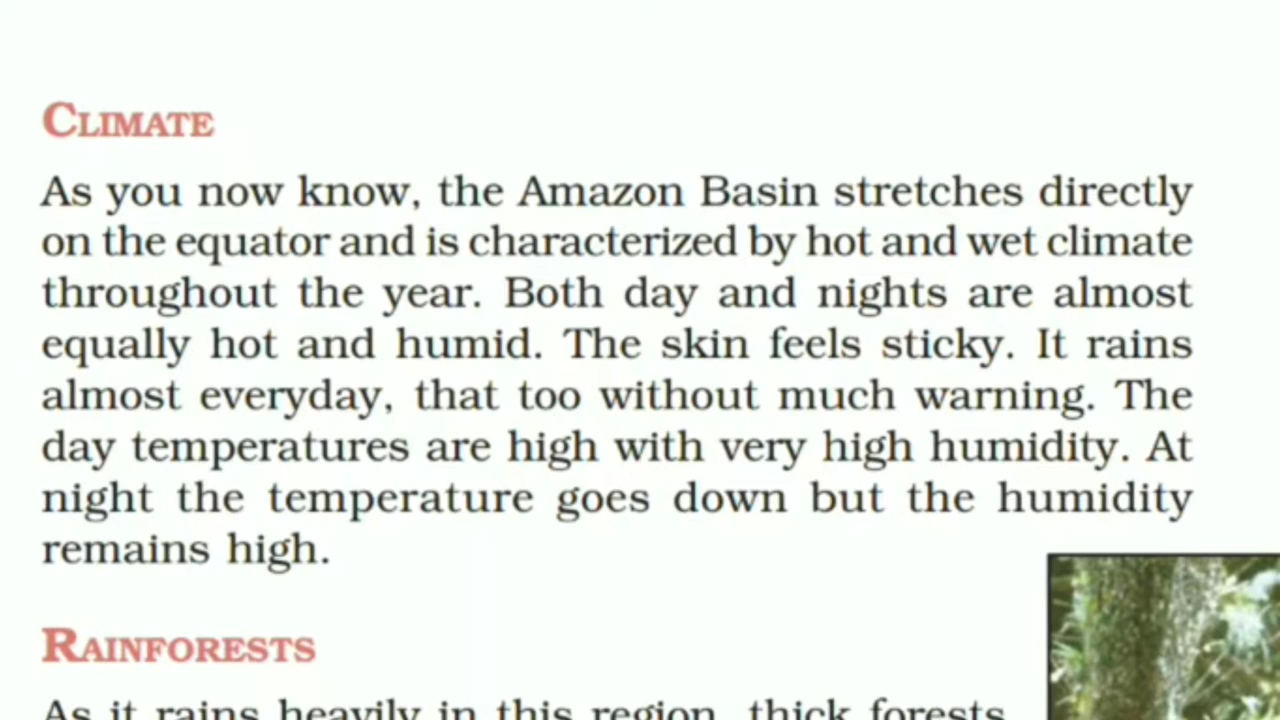 CLIMATE
As you now know, the Amazon Basin stretches directly
on the equator and is characterized by hot and wet climate
throughout the year. Both day and nights are almost
equally hot and humid. The skin feels sticky. It rains
almost everyday, that too without much warning. The
day temperatures are high with very high humidity. At
night the temperature goes down but the humidity
remains high.
RAINFORESTS
As it rains heavily in this region, thick forests